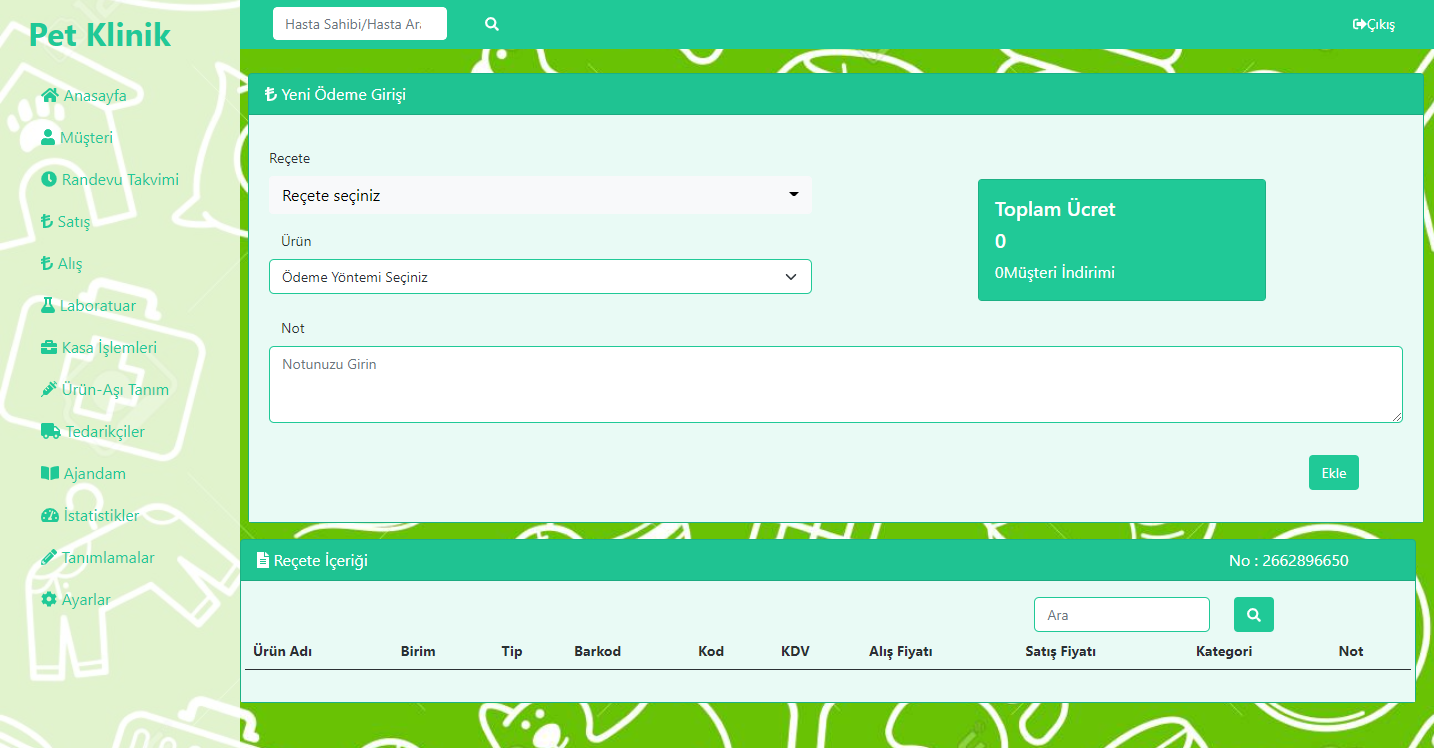 Pet Klinik
Hasta Sahibi/Hasta Ar
Çıkış
Anasayfa
Müşteri
Randevu Takvimi
Satış
Alış
Laboratuar
Kasa İşlemleri
Ürün-Aşı Tanım
Tedarikçiler
Ajandam
İstatistikler
Tanımlamalar
Ayarlar
₺ Yeni Ödeme Girişi
Reçete
Reçete seçiniz
Ürün
Ödeme Yöntemi Seçiniz
Toplam Ücret
0
0Müşteri İndirimi
Not
Notunuzu Girin
Ekle
Reçete İçeriği No : 2662896650
Ara
Ürün Adı Birim Tip Barkod Kod KDV Alış Fiyatı Satış Fiyatı Kategori Not